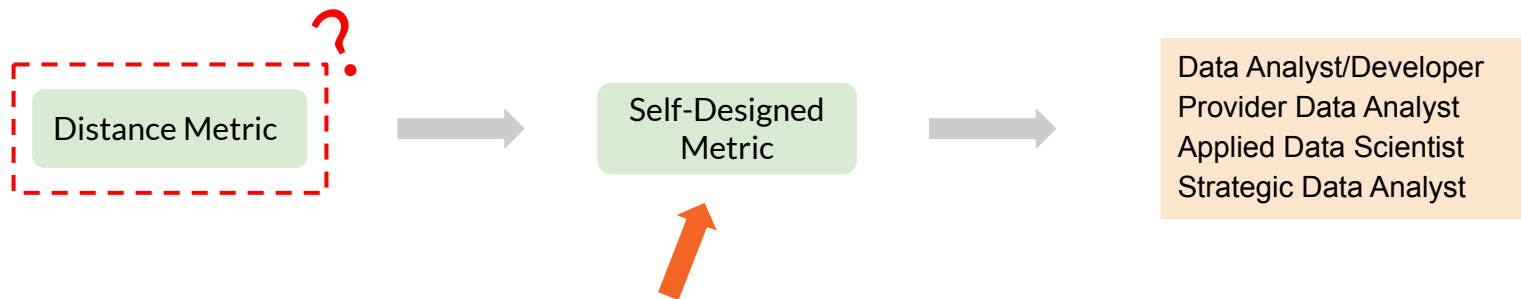 ?
Distance Metric
Self-Designed
Metric
Data Analyst/Developer
Provider Data Analyst
Applied Data Scientist
Strategic Data Analyst